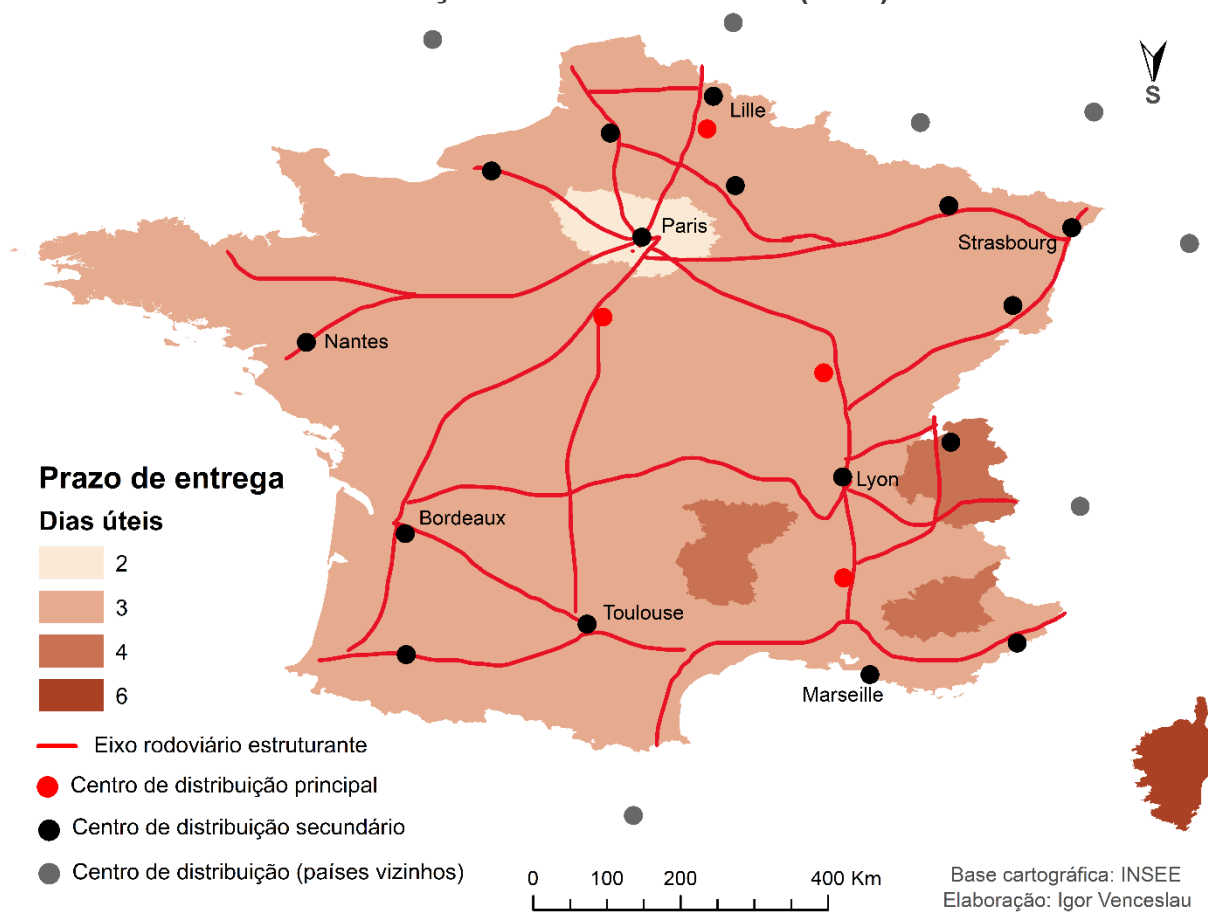 S
Lille
Paris
Strasbourg
Nantes
Prazo de entrega
Dias úteis
2
3
4
6
Lyon
Bordeaux
Toulouse
Marseille
Eixo rodoviário estruturante
Centro de distribuição principal
Centro de distribuição secundário
Centro de distribuição (países vizinhos)
0 100 200 400 Km
Base cartográfica: INSEE
Elaboração: Igor Venceslau